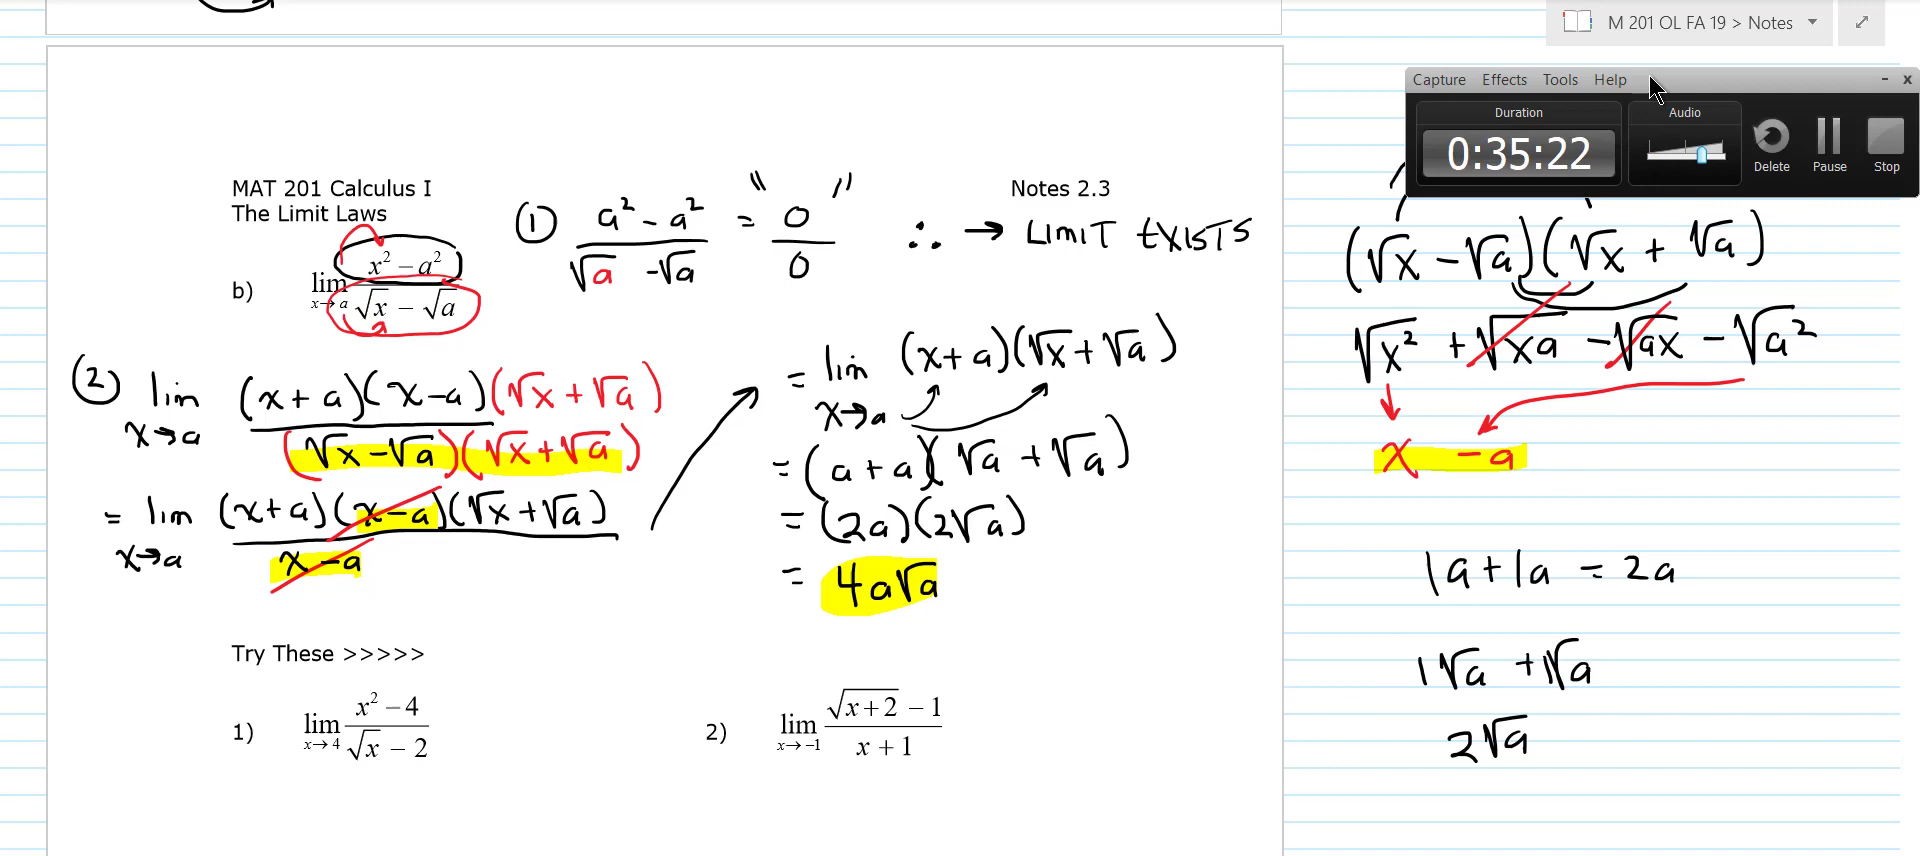 M 201 OL FA 19 > Notes
Capture Effects Tools Help
Duration
Audio
0:35:22
Delete Pause Stop
MAT 201 Calculus I
The Limit Laws
Notes 2.3
① (a² - a²)/(√a - √a) = "0/0" ∴ → LIMIT EXISTS
b) lim x→a (x² − a²)/(√x − √a)
a
② lim x→a (x+a)(x-a)(√x+√a)/(√x-√a)(√x+√a)
= lim x→a (x+a)(x-a)(√x+√a)/x-a
= lim x→a (x+a)(√x+√a)
= (a+a)(√a+√a)
= (2a)(2√a)
= 4a√a
(√x - √a)(√x + √a)
√x² + √xa - √ax - √a²
x - a
1a + 1a = 2a
1√a + 1√a
2√a
Try These >>>>>
1) lim x→4 (x² − 4)/(√x − 2)
2) lim x→−1 (√x+2 − 1)/(x + 1)